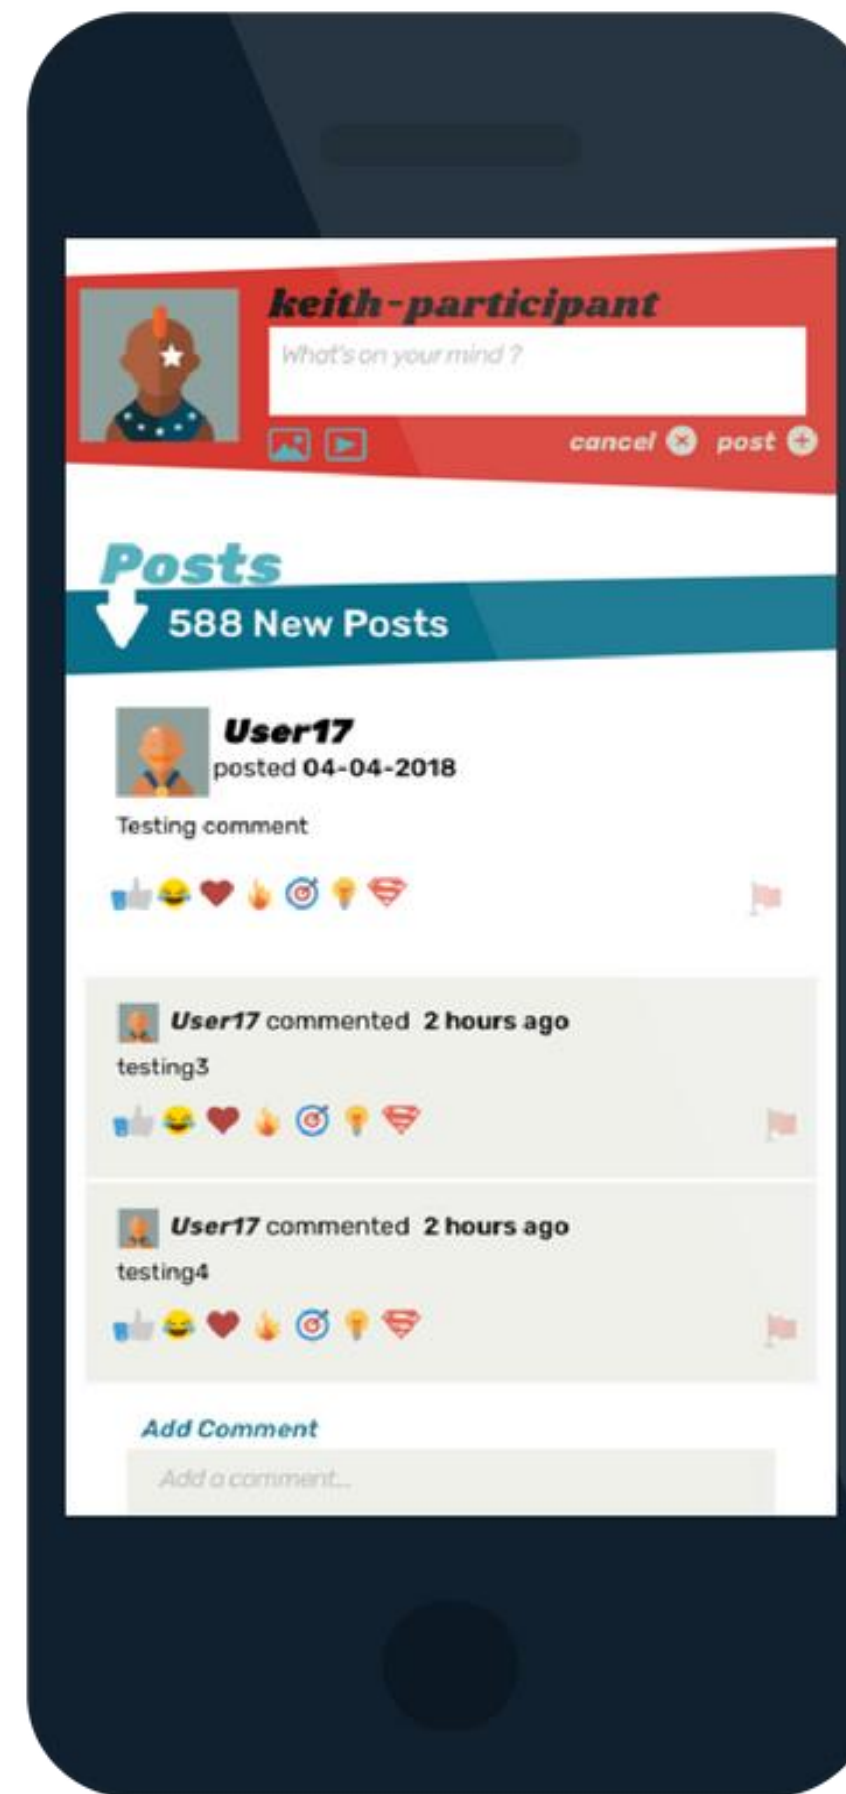 keith-participant
What's on your mind ?
cancel post
Posts
588 New Posts
User17
posted 04-04-2018
Testing comment
User17 commented 2 hours ago
testing3
User17 commented 2 hours ago
testing4
Add Comment
Add a comment...